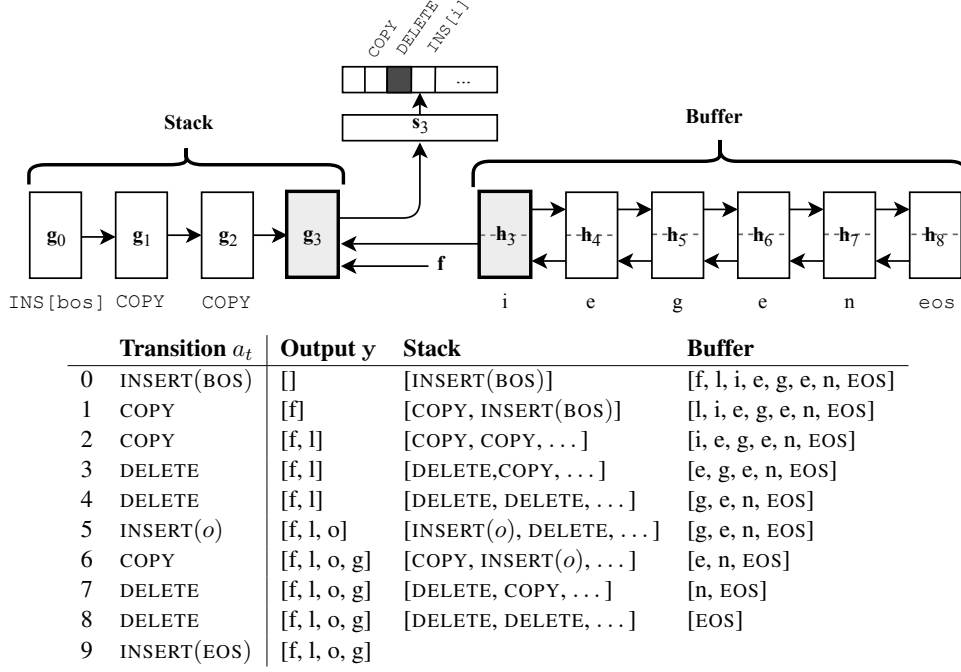 COPY DELETE INS[i]
...
s3
Stack Buffer
g0 g1 g2 g3 h3 h4 h5 h6 h7 h8
f
INS[bos] COPY COPY i e g e n eos
Transition at Output y Stack Buffer
0 INSERT(BOS) [] [INSERT(BOS)] [f, l, i, e, g, e, n, EOS]
1 COPY [f] [COPY, INSERT(BOS)] [l, i, e, g, e, n, EOS]
2 COPY [f, l] [COPY, COPY, ...] [i, e, g, e, n, EOS]
3 DELETE [f, l] [DELETE,COPY, ...] [e, g, e, n, EOS]
4 DELETE [f, l] [DELETE, DELETE, ...] [g, e, n, EOS]
5 INSERT(o) [f, l, o] [INSERT(o), DELETE, ...] [g, e, n, EOS]
6 COPY [f, l, o, g] [COPY, INSERT(o), ...] [e, n, EOS]
7 DELETE [f, l, o, g] [DELETE, COPY, ...] [n, EOS]
8 DELETE [f, l, o, g] [DELETE, DELETE, ...] [EOS]
9 INSERT(EOS) [f, l, o, g]